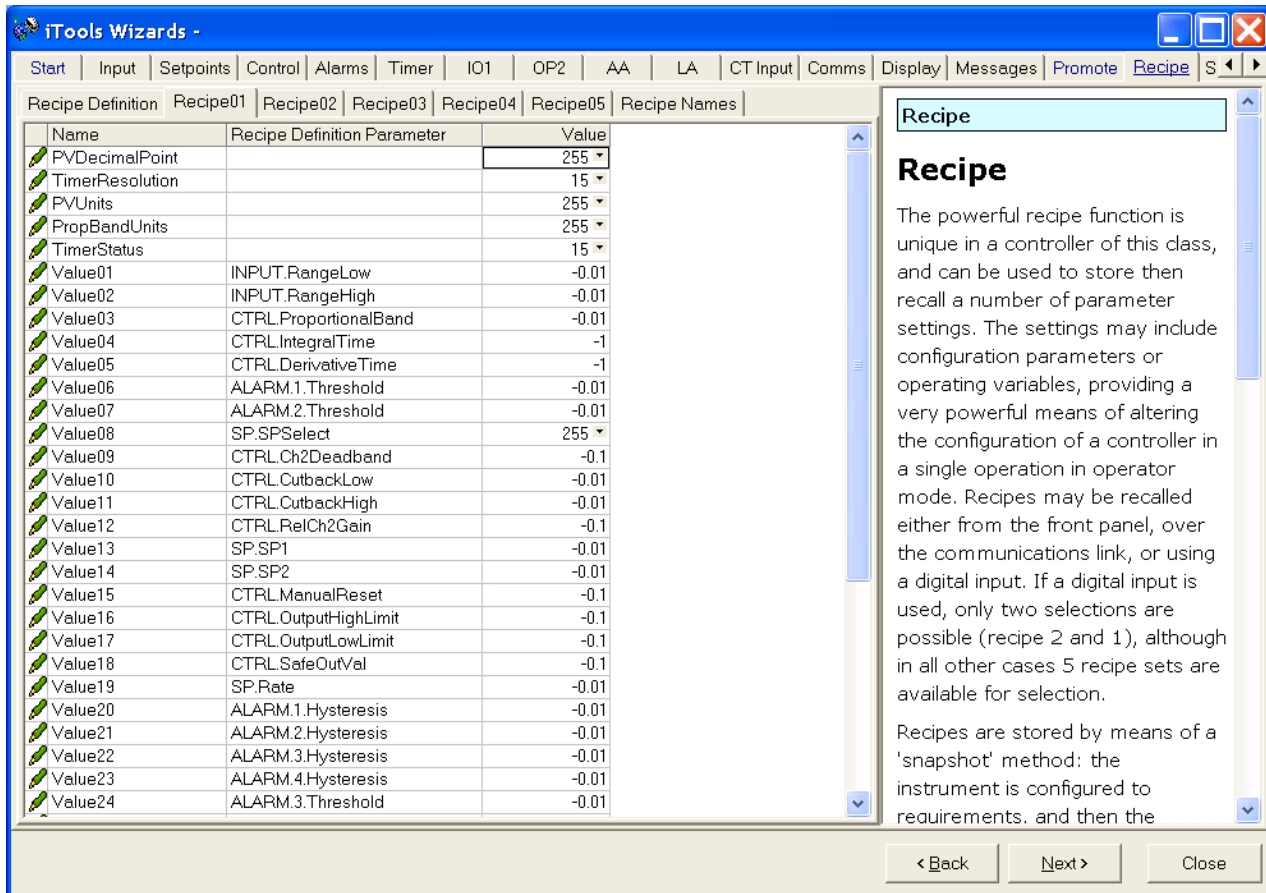 iTools Wizards -
Start Input Setpoints Control Alarms Timer IO1 OP2 AA LA CT Input Comms Display Messages Promote Recipe S
Recipe Definition Recipe01 Recipe02 Recipe03 Recipe04 Recipe05 Recipe Names
Name Recipe Definition Parameter Value
PVDecimalPoint 255
TimerResolution 15
PVUnits 255
PropBandUnits 255
TimerStatus 15
Value01 INPUT.RangeLow -0.01
Value02 INPUT.RangeHigh -0.01
Value03 CTRL.ProportionalBand -0.01
Value04 CTRL.IntegralTime -1
Value05 CTRL.DerivativeTime -1
Value06 ALARM.1.Threshold -0.01
Value07 ALARM.2.Threshold -0.01
Value08 SP.SPSelect 255
Value09 CTRL.Ch2Deadband -0.1
Value10 CTRL.CutbackLow -0.01
Value11 CTRL.CutbackHigh -0.01
Value12 CTRL.RelCh2Gain -0.1
Value13 SP.SP1 -0.01
Value14 SP.SP2 -0.01
Value15 CTRL.ManualReset -0.1
Value16 CTRL.OutputHighLimit -0.1
Value17 CTRL.OutputLowLimit -0.1
Value18 CTRL.SafeOutVal -0.1
Value19 SP.Rate -0.01
Value20 ALARM.1.Hysteresis -0.01
Value21 ALARM.2.Hysteresis -0.01
Value22 ALARM.3.Hysteresis -0.01
Value23 ALARM.4.Hysteresis -0.01
Value24 ALARM.3.Threshold -0.01
Recipe
Recipe
The powerful recipe function is
unique in a controller of this class,
and can be used to store then
recall a number of parameter
settings. The settings may include
configuration parameters or
operating variables, providing a
very powerful means of altering
the configuration of a controller in
a single operation in operator
mode. Recipes may be recalled
either from the front panel, over
the communications link, or using
a digital input. If a digital input is
used, only two selections are
possible (recipe 2 and 1), although
in all other cases 5 recipe sets are
available for selection.
Recipes are stored by means of a
'snapshot' method: the
instrument is configured to
requirements, and then the
< Back Next > Close